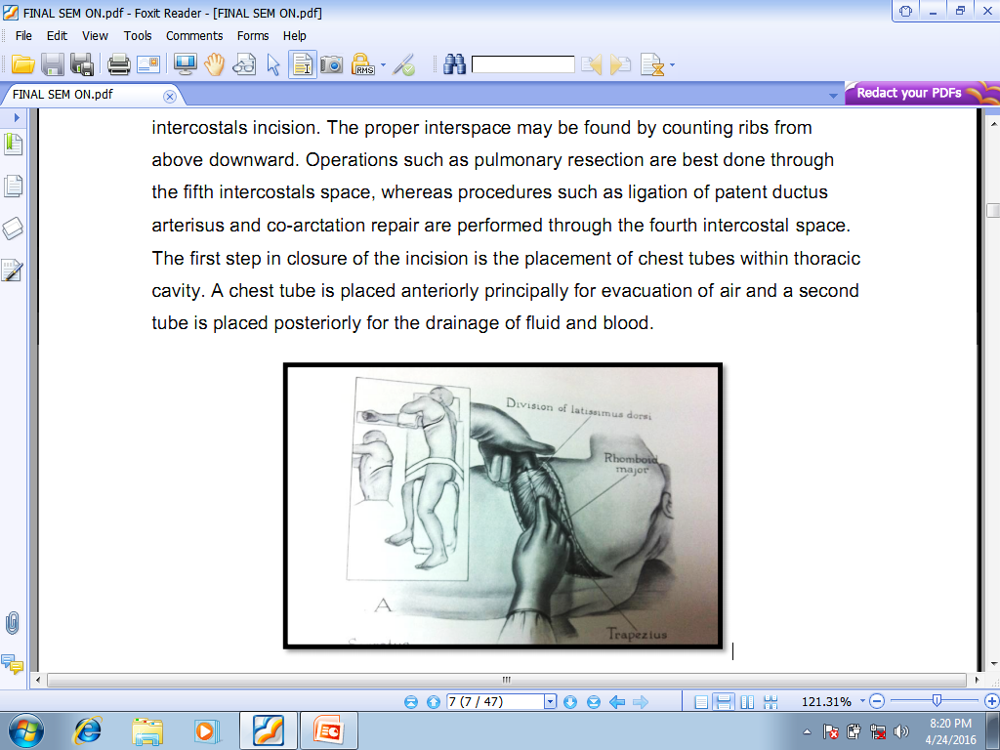 FINAL SEM ON.pdf - Foxit Reader - [FINAL SEM ON.pdf]
File Edit View Tools Comments Forms Help
RMS
FINAL SEM ON.pdf
Redact your PDFs
intercostals incision. The proper interspace may be found by counting ribs from
above downward. Operations such as pulmonary resection are best done through
the fifth intercostals space, whereas procedures such as ligation of patent ductus
arterisus and co-arctation repair are performed through the fourth intercostal space.
The first step in closure of the incision is the placement of chest tubes within thoracic
cavity. A chest tube is placed anteriorly principally for evacuation of air and a second
tube is placed posteriorly for the drainage of fluid and blood.
Division of latissimus dorsi
Rhomboid
major
A
Trapezius
7 (7 / 47)
121.31%
8:20 PM
4/24/2016